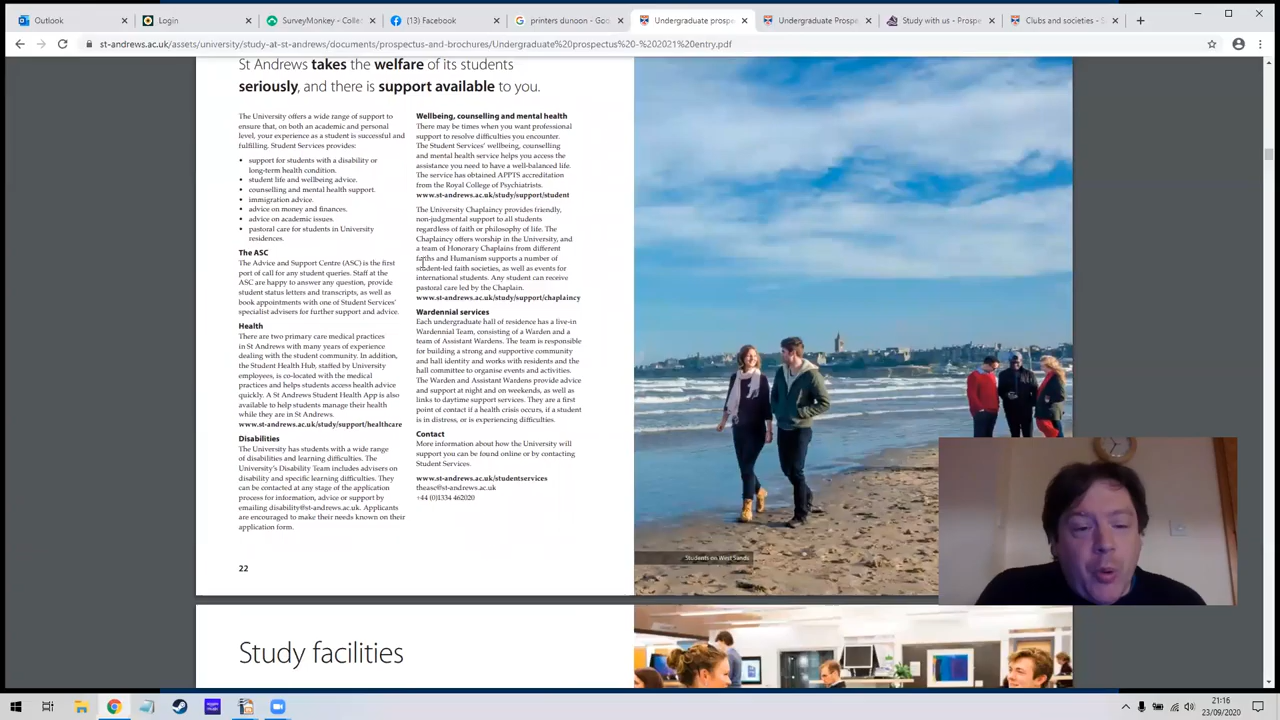 Outlook
Login
SurveyMonkey - Collec
(13) Facebook
printers dunoon - Goo
Undergraduate prospe
Undergraduate Prospe
Study with us - Prospe
Clubs and societies - S
st-andrews.ac.uk/assets/university/study-at-st-andrews/documents/prospectus-and-brochures/Undergraduate%20prospectus%20-%202021%20entry.pdf
St Andrews takes the welfare of its students
seriously, and there is support available to you.
The University offers a wide range of support to
ensure that, on both an academic and personal
level, your experience as a student is successful and
fulfilling. Student Services provides:
• support for students with a disability or
long-term health condition.
• student life and wellbeing advice.
• counselling and mental health support.
• immigration advice.
• advice on money and finances.
• advice on academic issues.
• pastoral care for students in University
residences.
The ASC
The Advice and Support Centre (ASC) is the first
port of call for any student queries. Staff at the
ASC are happy to answer any question, provide
student status letters and transcripts, as well as
book appointments with one of Student Services'
specialist advisers for further support and advice.
Health
There are two primary care medical practices
in St Andrews with many years of experience
dealing with the student community. In addition,
the Student Health Hub, staffed by University
employees, is co-located with the medical
practices and helps students access health advice
quickly. A St Andrews Student Health App is also
available to help students manage their health
while they are in St Andrews.
www.st-andrews.ac.uk/study/support/healthcare
Disabilities
The University has students with a wide range
of disabilities and learning difficulties. The
University's Disability Team includes advisers on
disability and specific learning difficulties. They
can be contacted at any stage of the application
process for information, advice or support by
emailing disability@st-andrews.ac.uk. Applicants
are encouraged to make their needs known on their
application form.
22
Wellbeing, counselling and mental health
There may be times when you want professional
support to resolve difficulties you encounter.
The Student Services' wellbeing, counselling
and mental health service helps you access the
assistance you need to have a well-balanced life.
The service has obtained APPTS accreditation
from the Royal College of Psychiatrists.
www.st-andrews.ac.uk/study/support/student
The University Chaplaincy provides friendly,
non-judgmental support to all students
regardless of faith or philosophy of life. The
Chaplaincy offers worship in the University, and
a team of Honorary Chaplains from different
faiths and Humanism supports a number of
student-led faith societies, as well as events for
international students. Any student can receive
pastoral care led by the Chaplain.
www.st-andrews.ac.uk/study/support/chaplaincy
Wardennial services
Each undergraduate hall of residence has a live-in
Wardennial Team, consisting of a Warden and a
team of Assistant Wardens. The team is responsible
for building a strong and supportive community
and hall identity and works with residents and the
hall committee to organise events and activities.
The Warden and Assistant Wardens provide advice
and support at night and on weekends, as well as
links to daytime support services. They are a first
point of contact if a health crisis occurs, if a student
is in distress, or is experiencing difficulties.
Contact
More information about how the University will
support you can be found online or by contacting
Student Services.
www.st-andrews.ac.uk/studentservices
theasc@st-andrews.ac.uk
+44 (0)1334 462020
Students on West Sands
Study facilities
21:16
23/09/2020